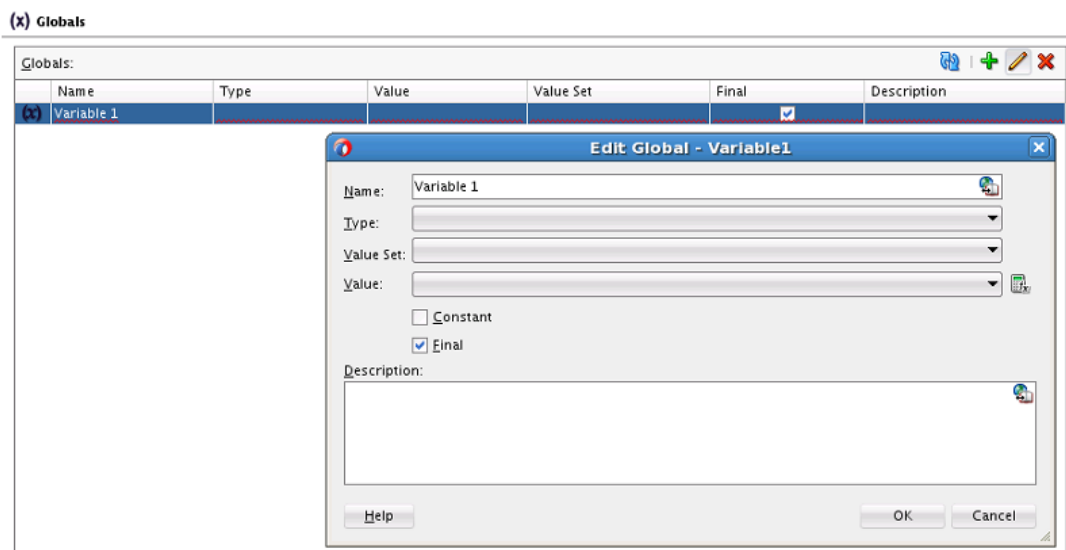 (x) Globals
Globals:
Name Type Value Value Set Final Description
(x) Variable 1
Edit Global - Variable1
Name: Variable 1
Type:
Value Set:
Value:
Constant
Final
Description:
Help OK Cancel